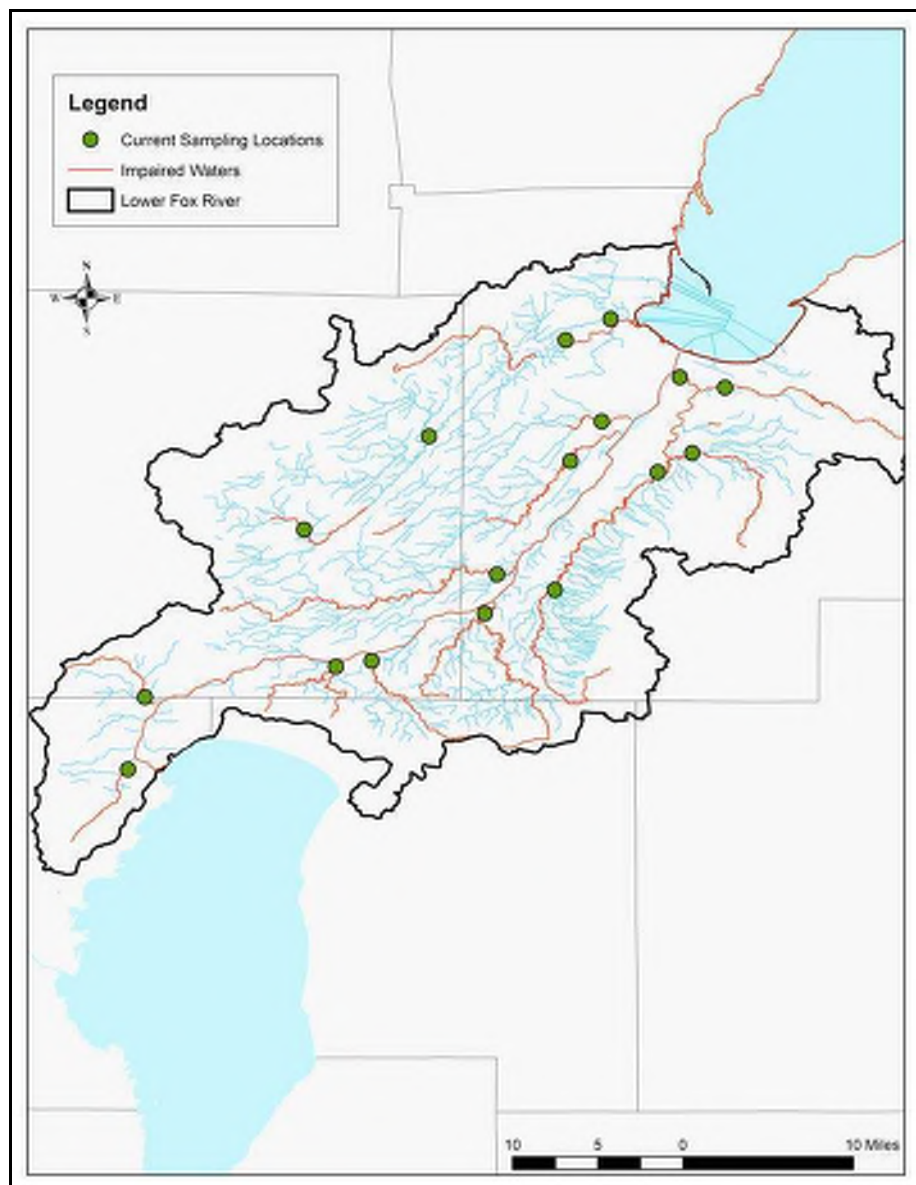 Legend
Current Sampling Locations
Impaired Waters
Lower Fox River
N
W E
S
10 5 0 10 Miles